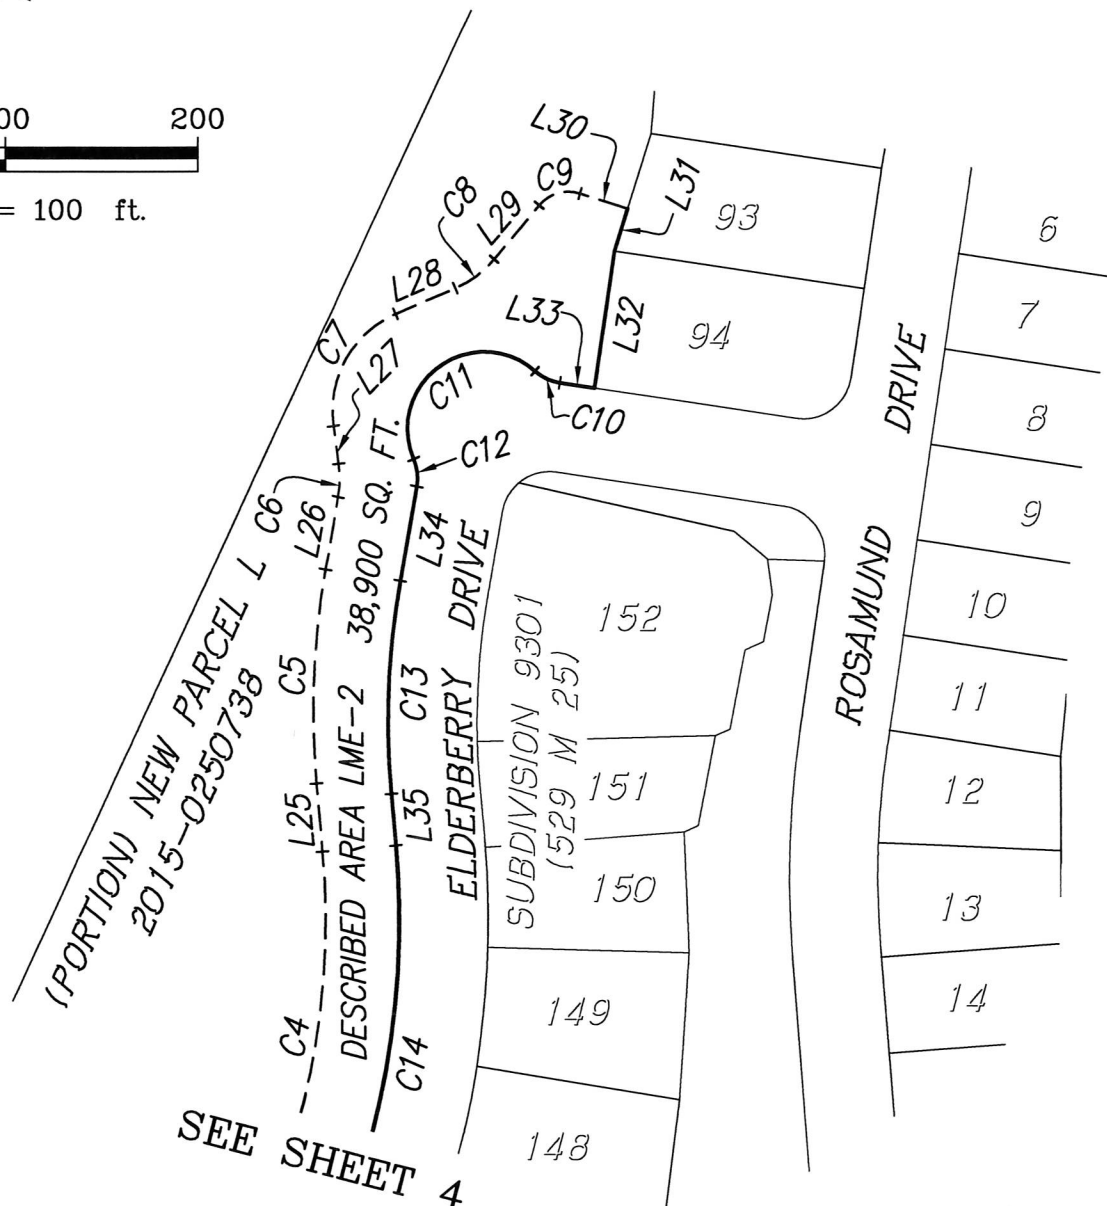 00 200
= 100 ft.
L30
L31
C9
C8
L29
L28
C7
L27
L33
L32
C11
C10
C12
C6
L26
L34
C5
C13
L25
L35
C4
C14
93
94
6
7
8
9
10
11
12
13
14
152
151
150
149
148
ROSAMUND DRIVE
ELDERBERRY DRIVE
SUBDIVISION 9301
(529 M 25)
DESCRIBED AREA LME-2 38,900 SQ. FT.
(PORTION) NEW PARCEL L
2015-0250738
SEE SHEET 4